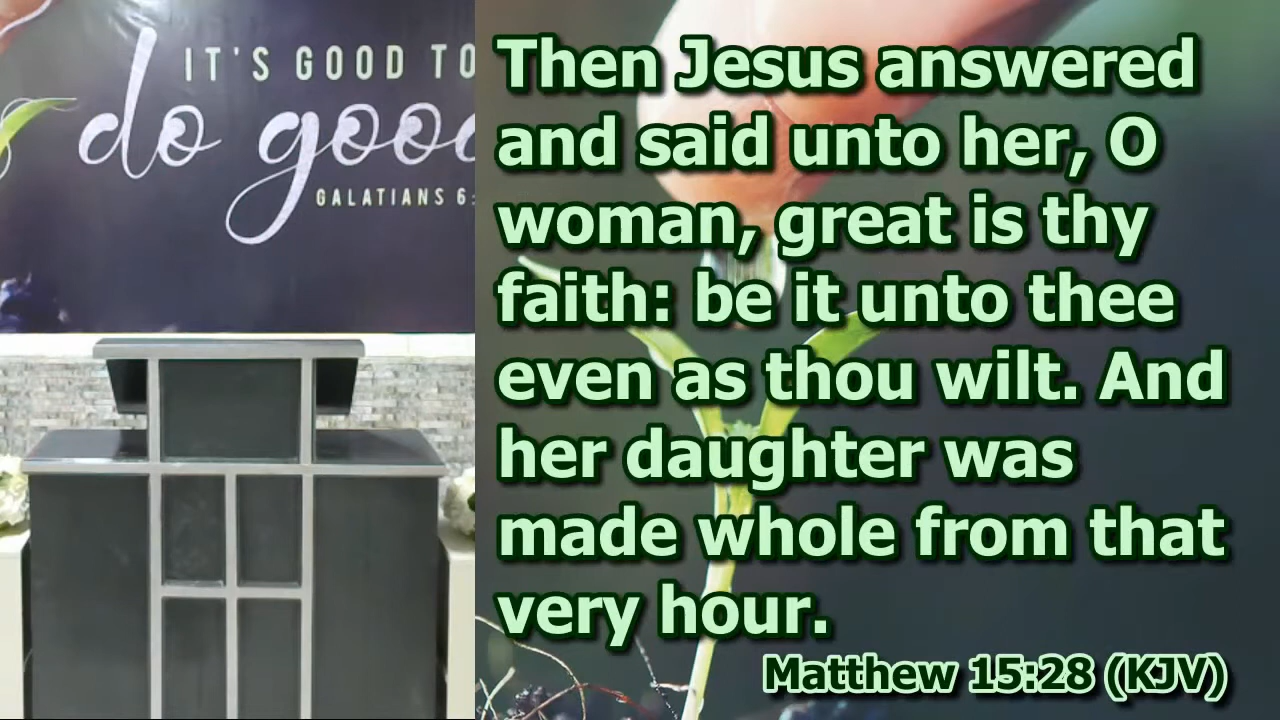 IT'S GOOD TO
do good
GALATIANS 6:
Then Jesus answered
and said unto her, O
woman, great is thy
faith: be it unto thee
even as thou wilt. And
her daughter was
made whole from that
very hour.
Matthew 15:28 (KJV)